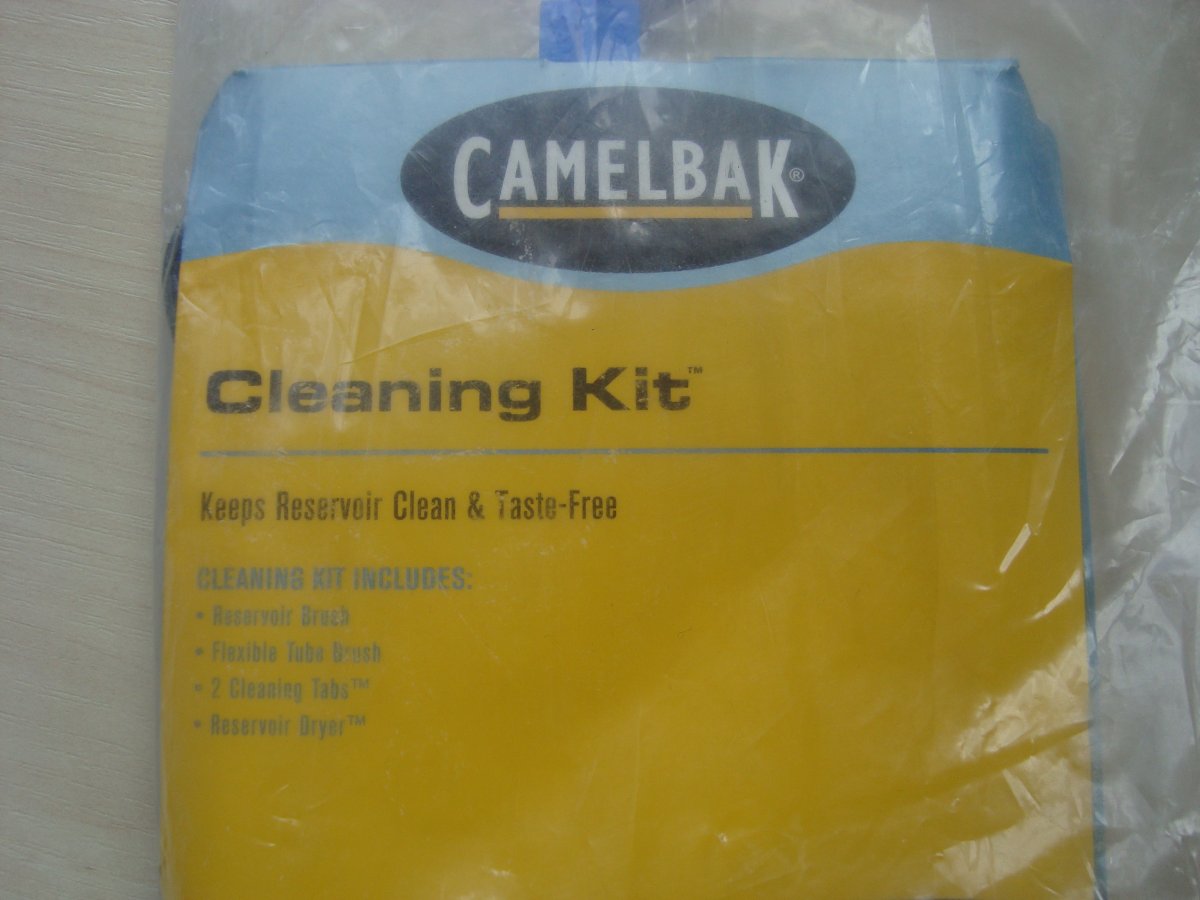 CAMELBAK®
Cleaning Kit™
Keeps Reservoir Clean & Taste-Free
CLEANING KIT INCLUDES:
• Reservoir Brush
• Flexible Tube Brush
• 2 Cleaning Tabs™
• Reservoir Dryer™